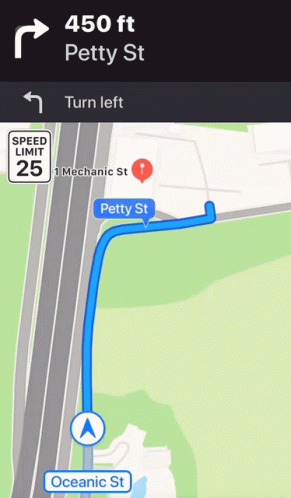 450 ft
Petty St
Turn left
SPEED
LIMIT
25
1 Mechanic St
Petty St
Oceanic St